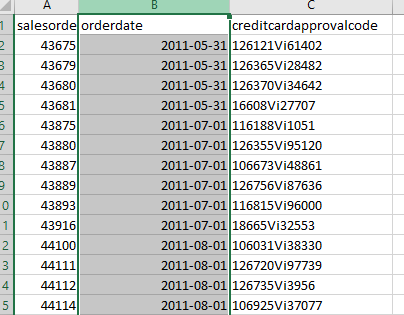 A B C
1 salesorde orderdate creditcardapprovalcode
2 43675 2011-05-31 126121Vi61402
3 43679 2011-05-31 126365Vi28482
4 43680 2011-05-31 126370Vi34642
5 43681 2011-05-31 16608Vi27707
6 43875 2011-07-01 116188Vi1051
7 43880 2011-07-01 126355Vi95120
8 43887 2011-07-01 106673Vi48861
9 43889 2011-07-01 126756Vi87636
0 43893 2011-07-01 116815Vi96000
1 43916 2011-07-01 18665Vi32553
2 44100 2011-08-01 106031Vi38330
3 44111 2011-08-01 126720Vi97739
4 44112 2011-08-01 126735Vi3956
5 44114 2011-08-01 106925Vi37077